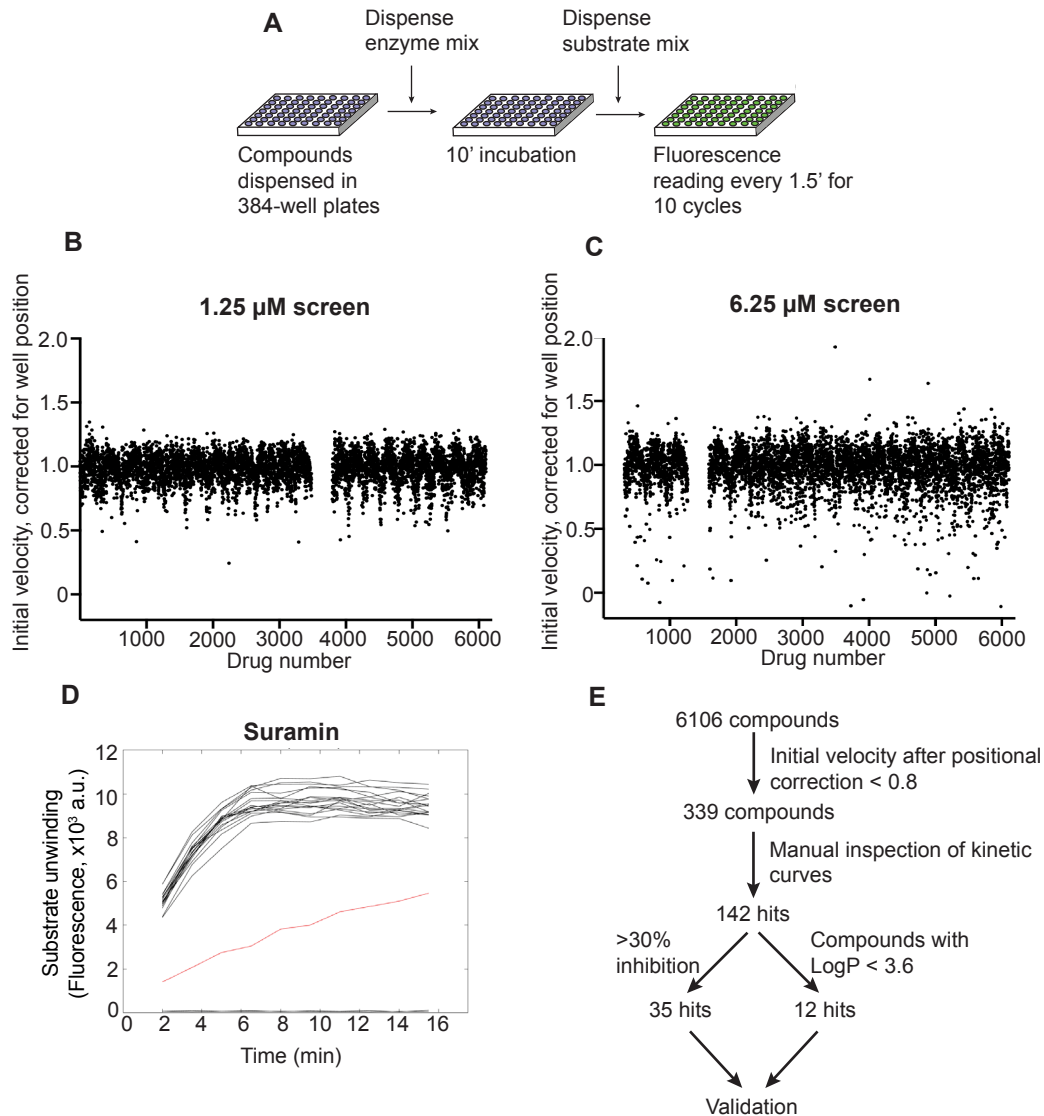 A
Dispense
enzyme mix
Dispense
substrate mix
Compounds
dispensed in
384-well plates
10’ incubation
Fluorescence
reading every 1.5’ for
10 cycles
B
1.25 µM screen
Initial velocity, corrected for well position
2.0
1.5
1.0
0.5
0
1000
2000
3000
4000
5000
6000
Drug number
C
6.25 µM screen
Initial velocity, corrected for well position
2.0
1.5
1.0
0.5
0
1000
2000
3000
4000
5000
6000
Drug number
D
Suramin
Substrate unwinding
(Fluorescence, x10³ a.u.)
12
10
8
6
4
2
0
0
2
4
6
8
10
12
14
16
Time (min)
E
6106 compounds
Initial velocity after positional
correction < 0.8
339 compounds
Manual inspection of kinetic
curves
142 hits
>30%
inhibition
Compounds with
LogP < 3.6
35 hits
12 hits
Validation